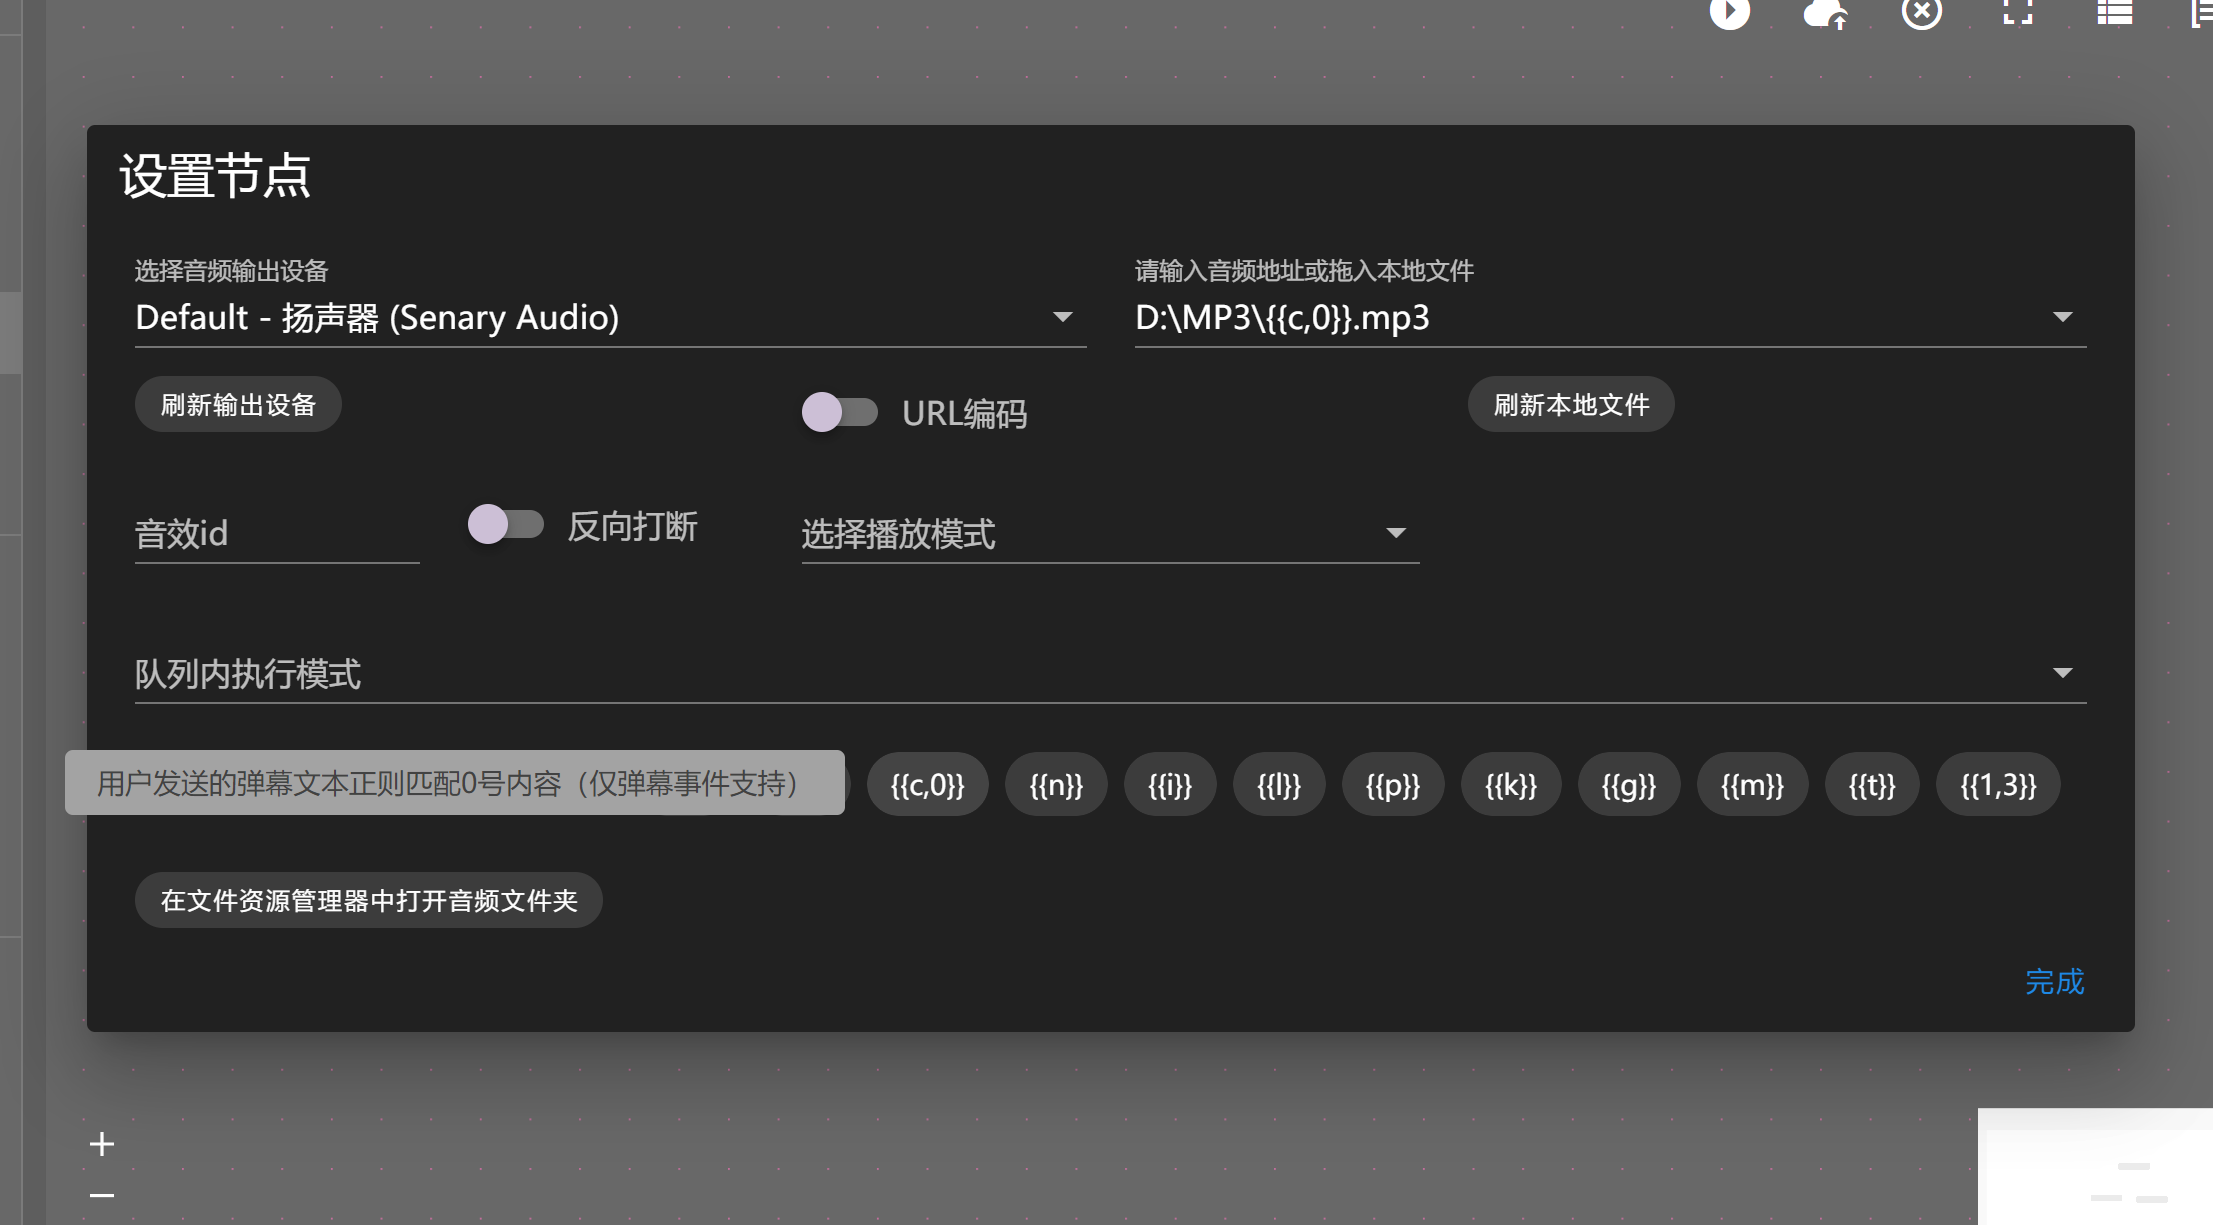 设置节点
选择音频输出设备
Default - 扬声器 (Senary Audio)
请输入音频地址或拖入本地文件
D:\MP3\{{c,0}}.mp3
刷新输出设备
URL编码
刷新本地文件
音效id
反向打断
选择播放模式
队列内执行模式
用户发送的弹幕文本正则匹配0号内容（仅弹幕事件支持）
{{c,0}}
{{n}}
{{i}}
{{l}}
{{p}}
{{k}}
{{g}}
{{m}}
{{t}}
{{1,3}}
在文件资源管理器中打开音频文件夹
完成